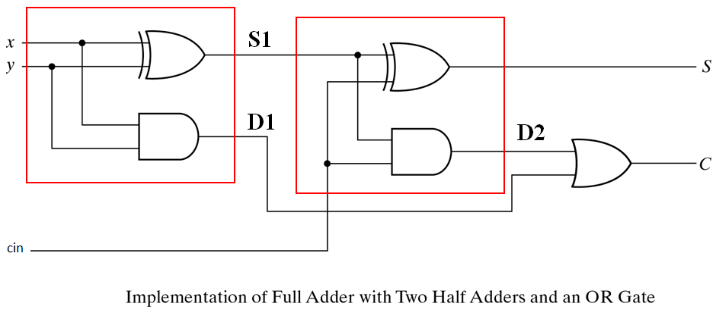 x
y
S1
D1
S
D2
C
cin
Implementation of Full Adder with Two Half Adders and an OR Gate